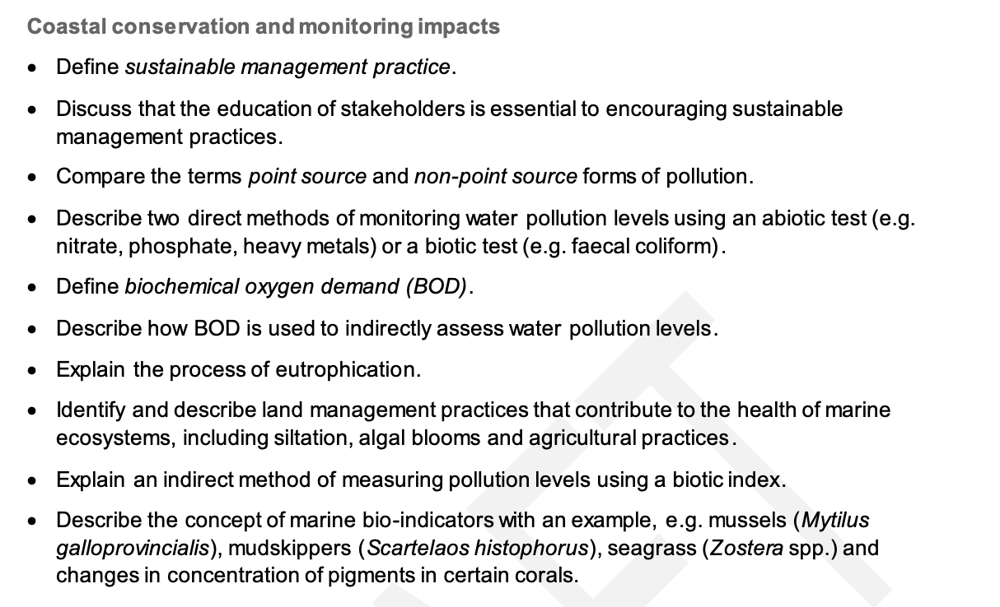 Coastal conservation and monitoring impacts
• Define sustainable management practice.
• Discuss that the education of stakeholders is essential to encouraging sustainable
management practices.
• Compare the terms point source and non-point source forms of pollution.
• Describe two direct methods of monitoring water pollution levels using an abiotic test (e.g.
nitrate, phosphate, heavy metals) or a biotic test (e.g. faecal coliform).
• Define biochemical oxygen demand (BOD).
• Describe how BOD is used to indirectly assess water pollution levels.
• Explain the process of eutrophication.
• Identify and describe land management practices that contribute to the health of marine
ecosystems, including siltation, algal blooms and agricultural practices.
• Explain an indirect method of measuring pollution levels using a biotic index.
• Describe the concept of marine bio-indicators with an example, e.g. mussels (Mytilus
galloprovincialis), mudskippers (Scartelaos histophorus), seagrass (Zostera spp.) and
changes in concentration of pigments in certain corals.